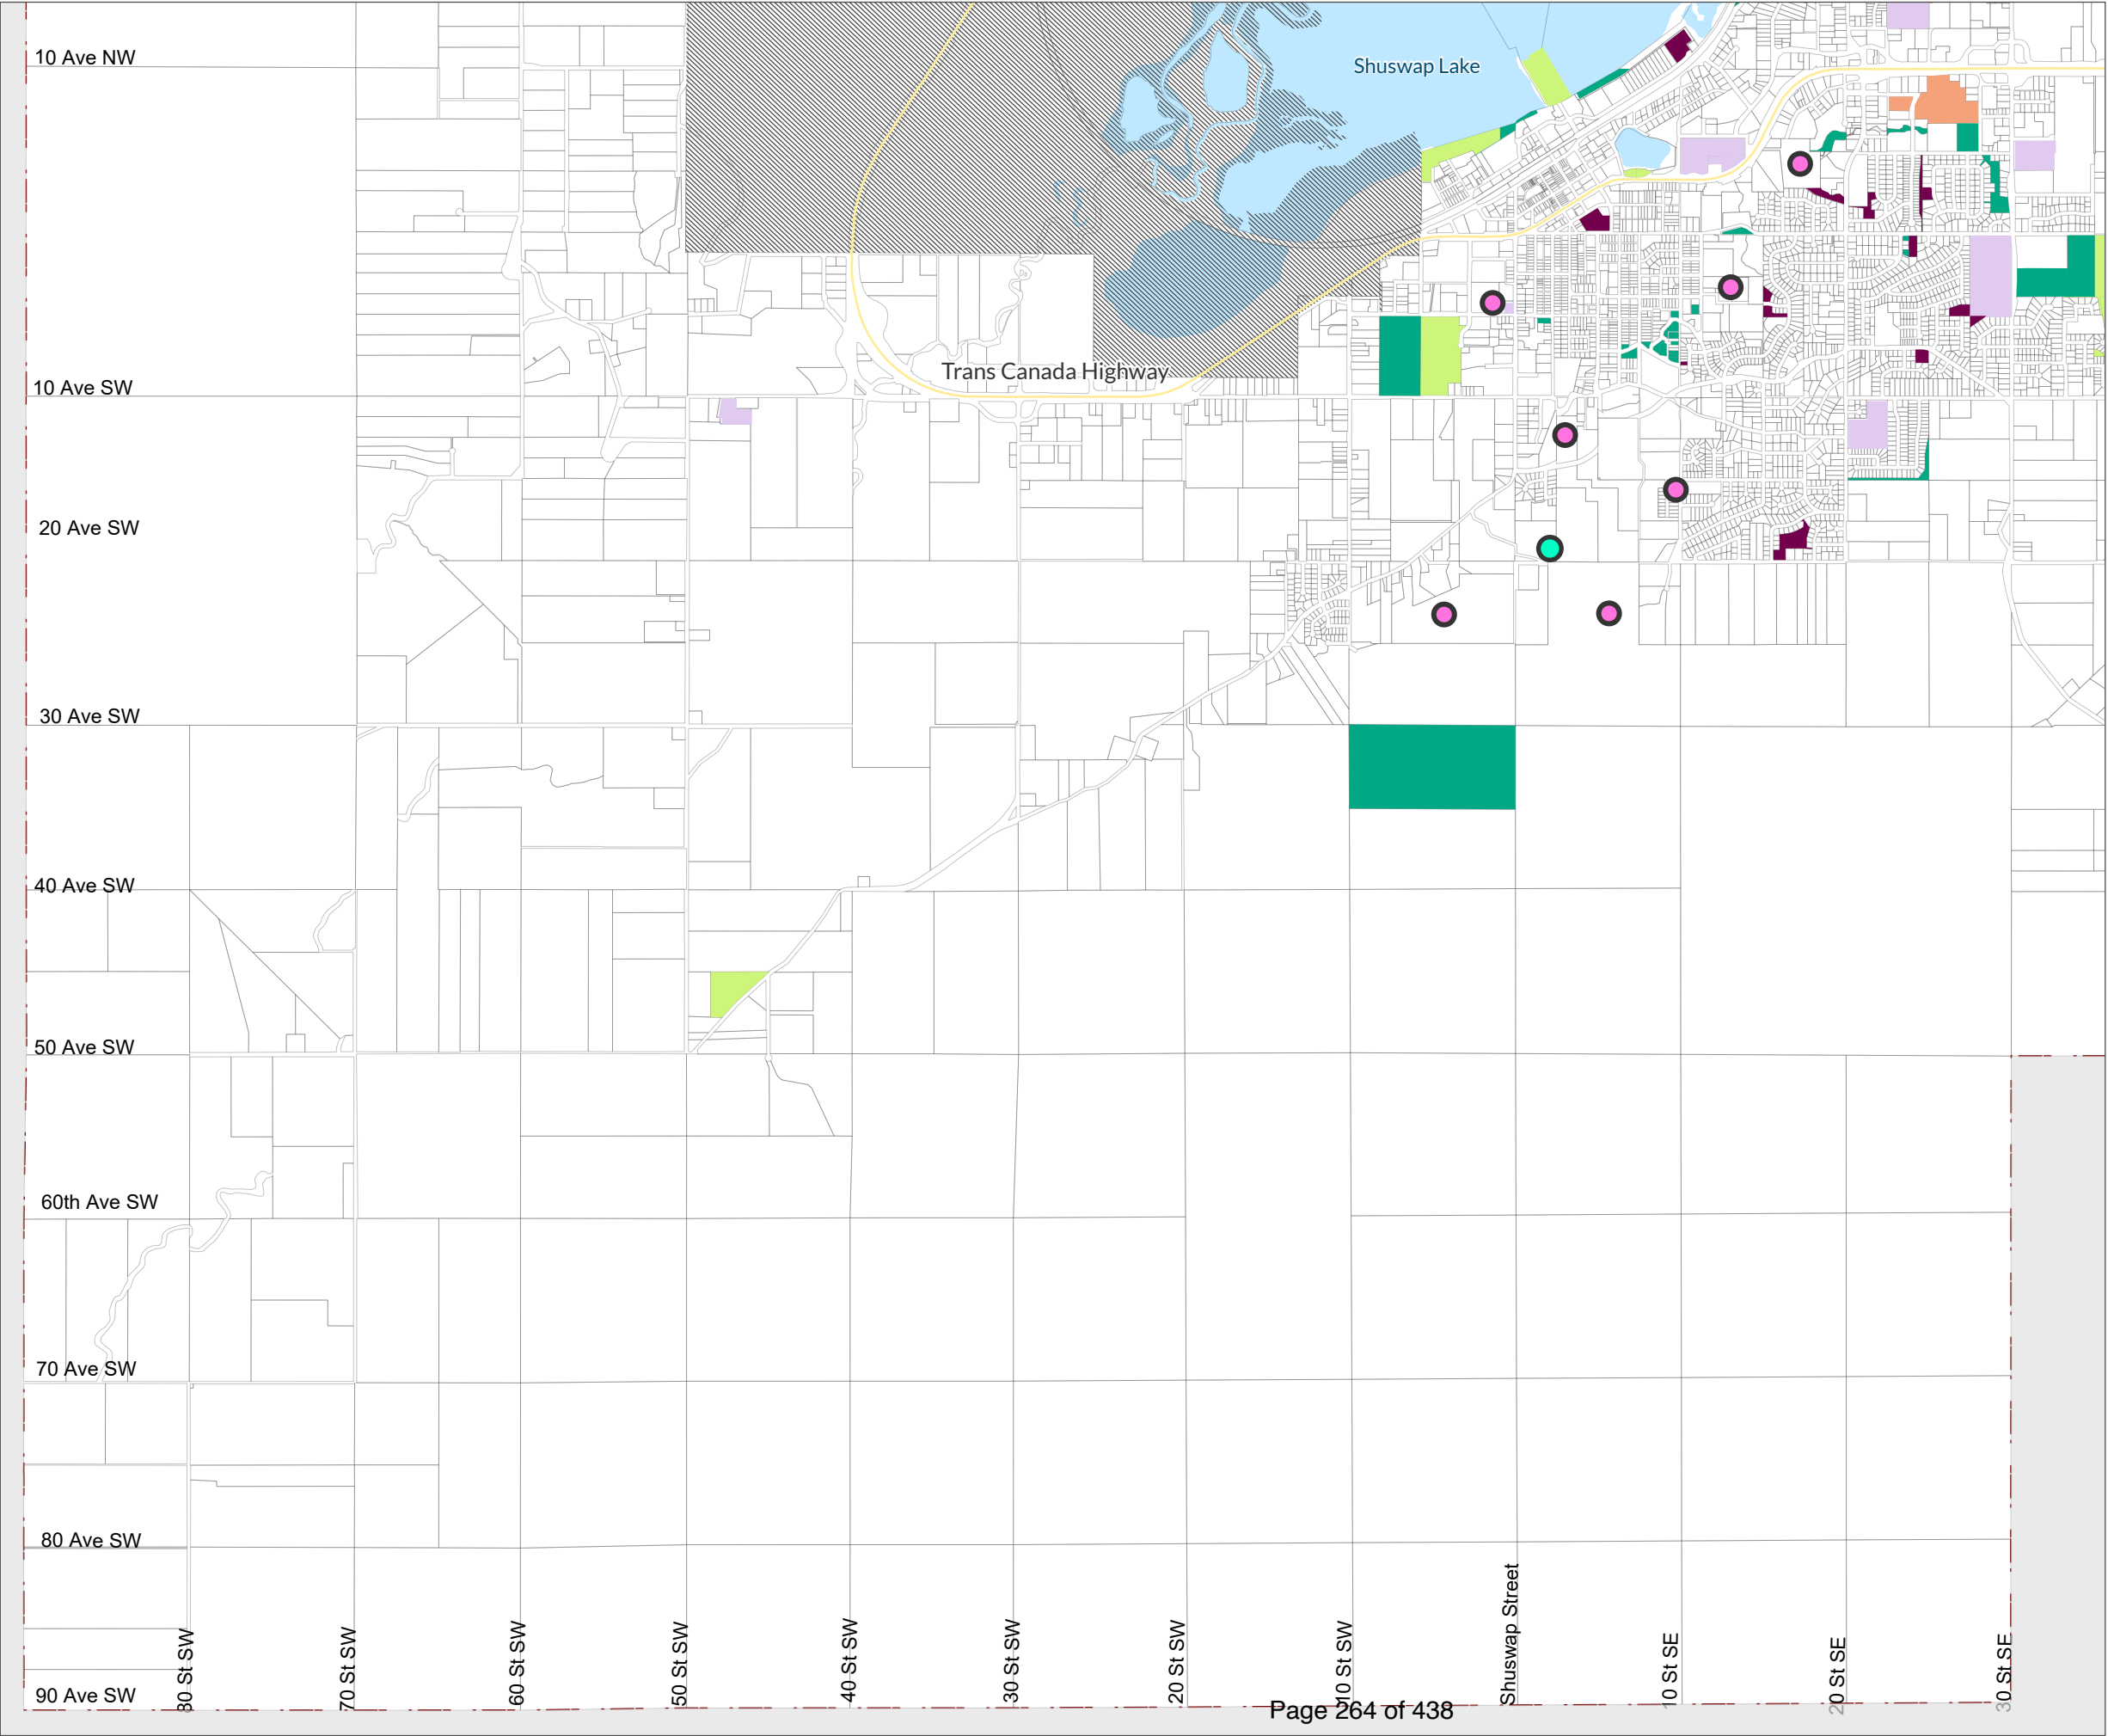 10 Ave NW
Shuswap Lake
Trans Canada Highway
10 Ave SW
20 Ave SW
30 Ave SW
40 Ave SW
50 Ave SW
60th Ave SW
70 Ave SW
80 Ave SW
90 Ave SW
80 St SW
70 St SW
60 St SW
50 St SW
40 St SW
30 St SW
20 St SW
10 St SW
Shuswap Street
10 St SE
20 St SE
30 St SE
Page 264 of 438